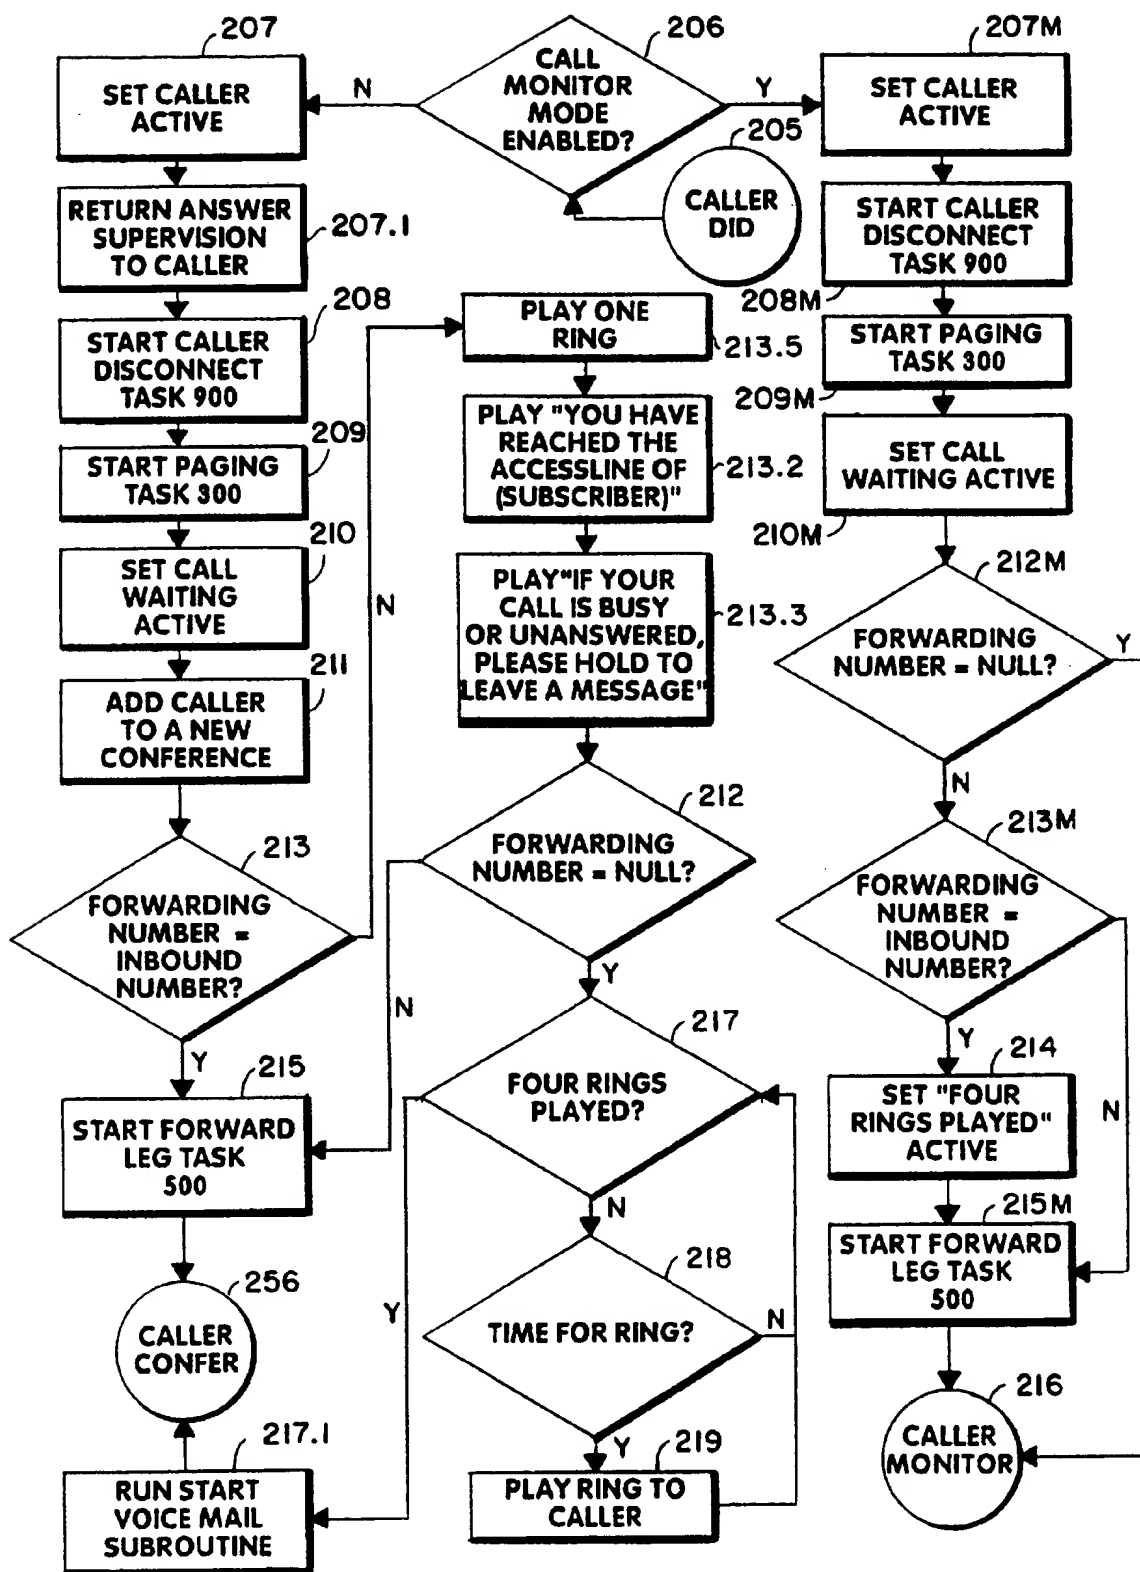 207
SET CALLER
ACTIVE
N
206
CALL
MONITOR
MODE
ENABLED?
Y
207M
SET CALLER
ACTIVE
205
CALLER
DID
RETURN ANSWER
SUPERVISION
TO CALLER
207.1
208
START CALLER
DISCONNECT
TASK 900
209
START PAGING
TASK 300
210
SET CALL
WAITING
ACTIVE
211
ADD CALLER
TO A NEW
CONFERENCE
213
FORWARDING
NUMBER =
INBOUND
NUMBER?
N
Y
215
START FORWARD
LEG TASK
500
256
CALLER
CONFER
217.1
RUN START
VOICE MAIL
SUBROUTINE
PLAY ONE
RING
213.5
PLAY "YOU HAVE
REACHED THE
ACCESSLINE OF
(SUBSCRIBER)"
213.2
PLAY"IF YOUR
CALL IS BUSY
OR UNANSWERED,
PLEASE HOLD TO
LEAVE A MESSAGE"
213.3
212
FORWARDING
NUMBER = NULL?
N
Y
217
FOUR RINGS
PLAYED?
Y
N
218
TIME FOR RING?
N
Y
219
PLAY RING TO
CALLER
START CALLER
DISCONNECT
TASK 900
208M
START PAGING
TASK 300
209M
SET CALL
WAITING ACTIVE
210M
212M
FORWARDING
NUMBER = NULL?
Y
N
213M
FORWARDING
NUMBER =
INBOUND
NUMBER?
Y
N
214
SET "FOUR
RINGS PLAYED"
ACTIVE
215M
START FORWARD
LEG TASK
500
216
CALLER
MONITOR